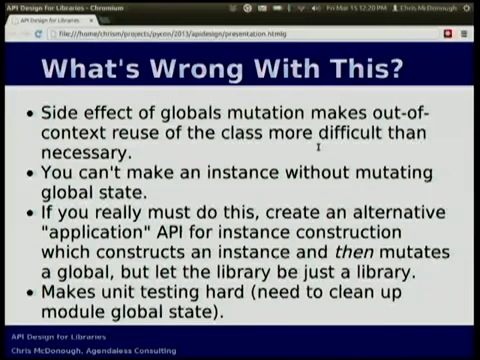 API Design for Libraries - Chromium
Fri Mar 15 12:20 PM
Chris McDonough
API Design for Libraries
file:///home/chrism/projects/pycon/2013/apidesign/presentation.html
What's Wrong With This?
• Side effect of globals mutation makes out-of-
context reuse of the class more difficult than
necessary.
• You can't make an instance without mutating
global state.
• If you really must do this, create an alternative
"application" API for instance construction
which constructs an instance and then mutates
a global, but let the library be just a library.
• Makes unit testing hard (need to clean up
module global state).
API Design for Libraries
Chris McDonough, Agendaless Consulting